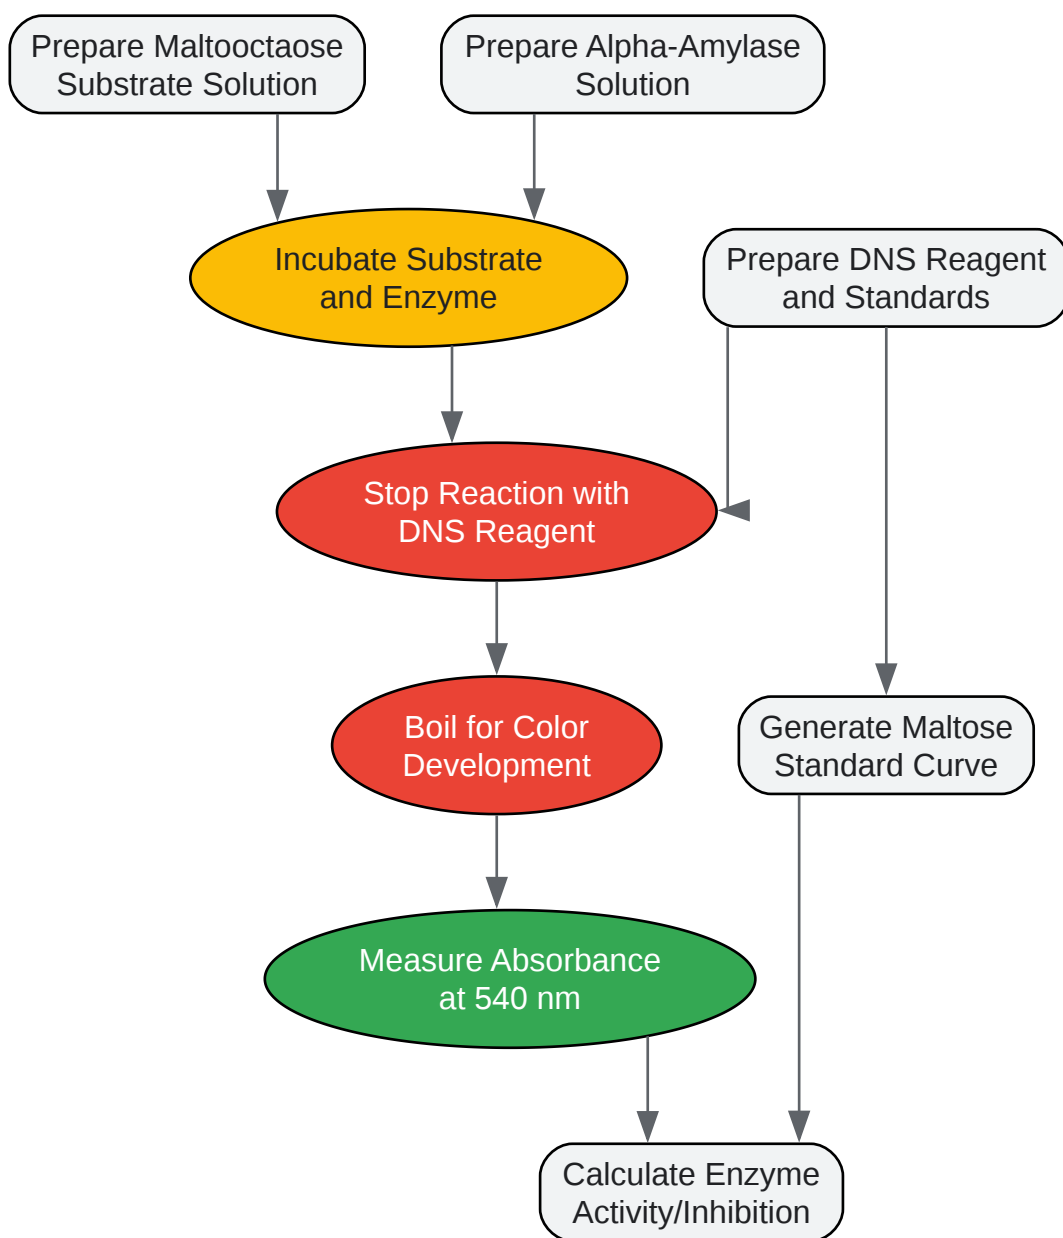 Prepare Maltooctaose
Substrate Solution
Prepare Alpha-Amylase
Solution
Incubate Substrate
and Enzyme
Prepare DNS Reagent
and Standards
Stop Reaction with
DNS Reagent
Boil for Color
Development
Generate Maltose
Standard Curve
Measure Absorbance
at 540 nm
Calculate Enzyme
Activity/Inhibition